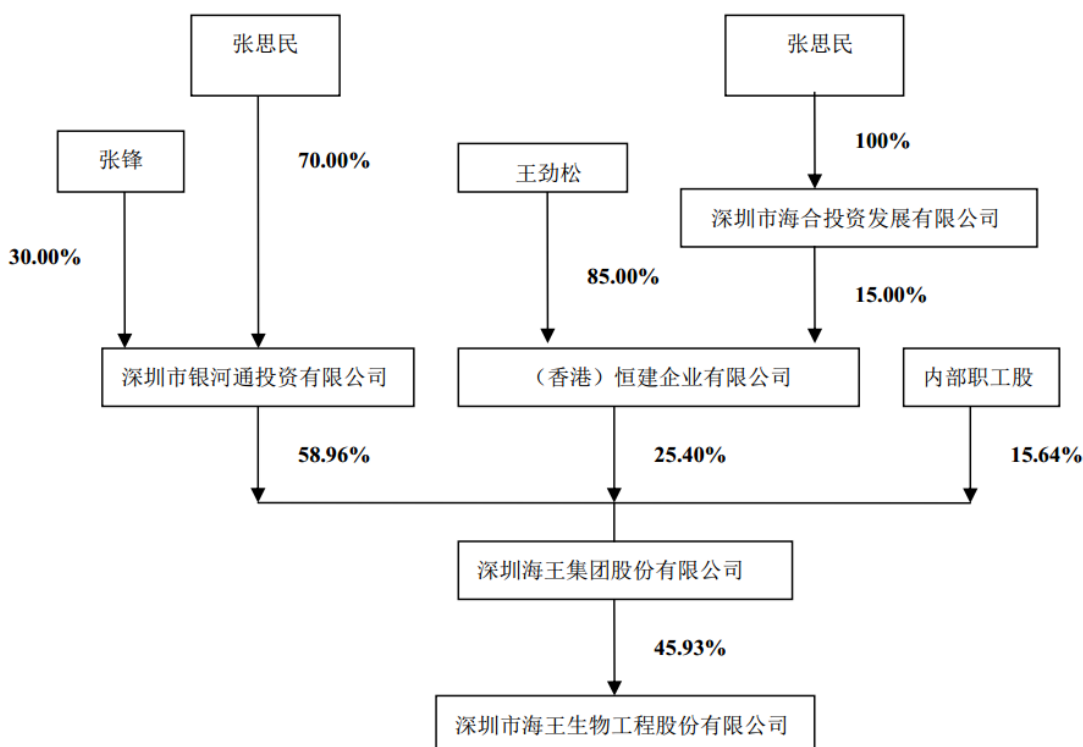 张思民
张思民
张锋
70.00%
王劲松
100%
深圳市海合投资发展有限公司
30.00%
85.00%
15.00%
深圳市银河通投资有限公司
（香港）恒建企业有限公司
内部职工股
58.96%
25.40%
15.64%
深圳海王集团股份有限公司
45.93%
深圳市海王生物工程股份有限公司